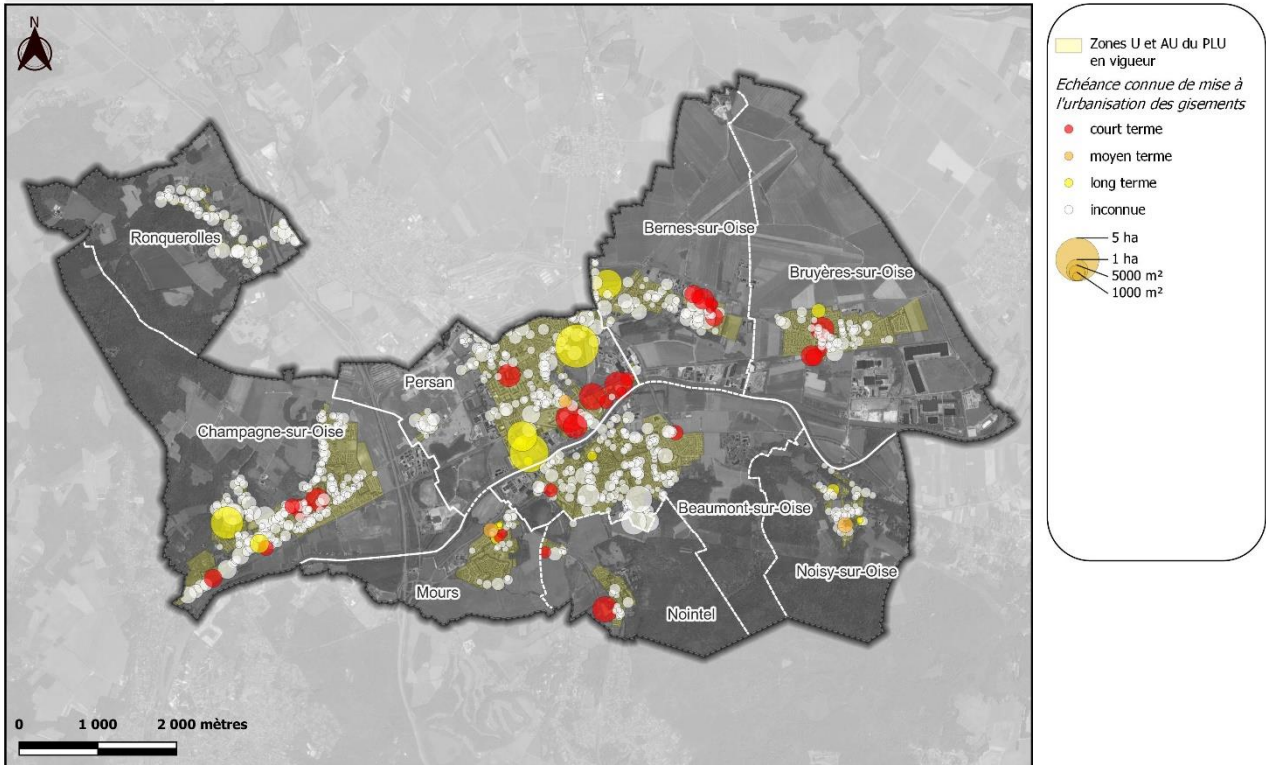 N
Ronquerolles
Bernes-sur-Oise
Bruyères-sur-Oise
Persan
Champagne-sur-Oise
Beaumont-sur-Oise
Noisy-sur-Oise
Mours
Nointel
0 1 000 2 000 mètres
Zones U et AU du PLU
en vigueur
Echéance connue de mise à
l'urbanisation des gisements
court terme
moyen terme
long terme
inconnue
5 ha
1 ha
5000 m²
1000 m²